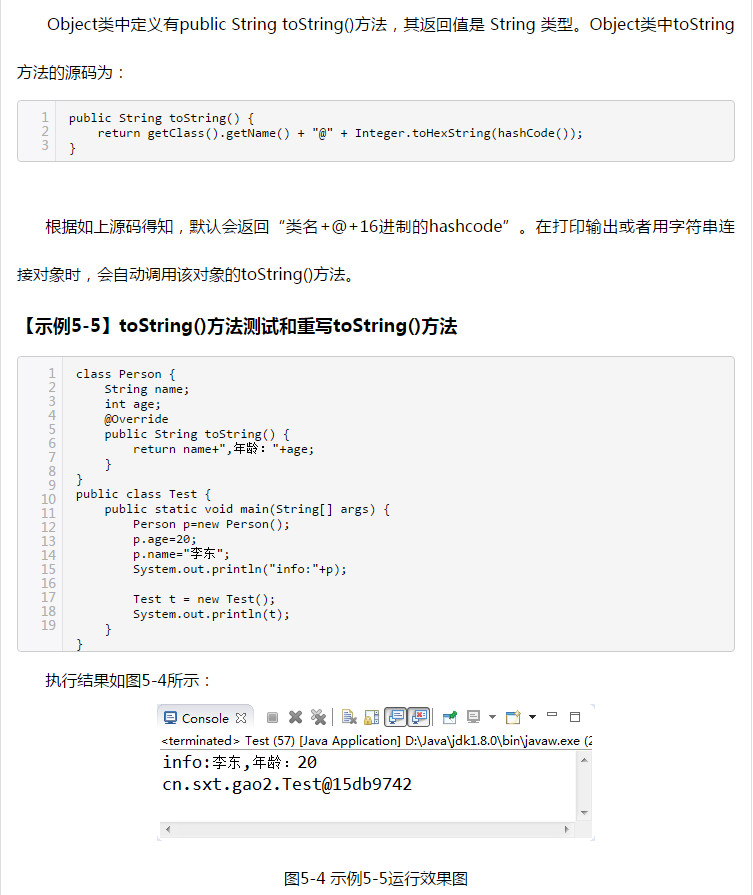 Object类中定义有public String toString()方法，其返回值是 String 类型。Object类中toString
方法的源码为：
1 public String toString() {
2     return getClass().getName() + "@" + Integer.toHexString(hashCode());
3 }
根据如上源码得知，默认会返回“类名+@+16进制的hashcode”。在打印输出或者用字符串连
接对象时，会自动调用该对象的toString()方法。
【示例5-5】toString()方法测试和重写toString()方法
1 class Person {
2     String name;
3     int age;
4     @Override
5     public String toString() {
6         return name+",年龄："+age;
7     }
8 }
9 public class Test {
10     public static void main(String[] args) {
11         Person p=new Person();
12         p.age=20;
13         p.name="李东";
14         System.out.println("info:"+p);
15
16         Test t = new Test();
17         System.out.println(t);
18     }
19 }
执行结果如图5-4所示：
Console
<terminated> Test (57) [Java Application] D:\Java\jdk1.8.0\bin\javaw.exe (2
info:李东,年龄：20
cn.sxt.gao2.Test@15db9742
图5-4 示例5-5运行效果图